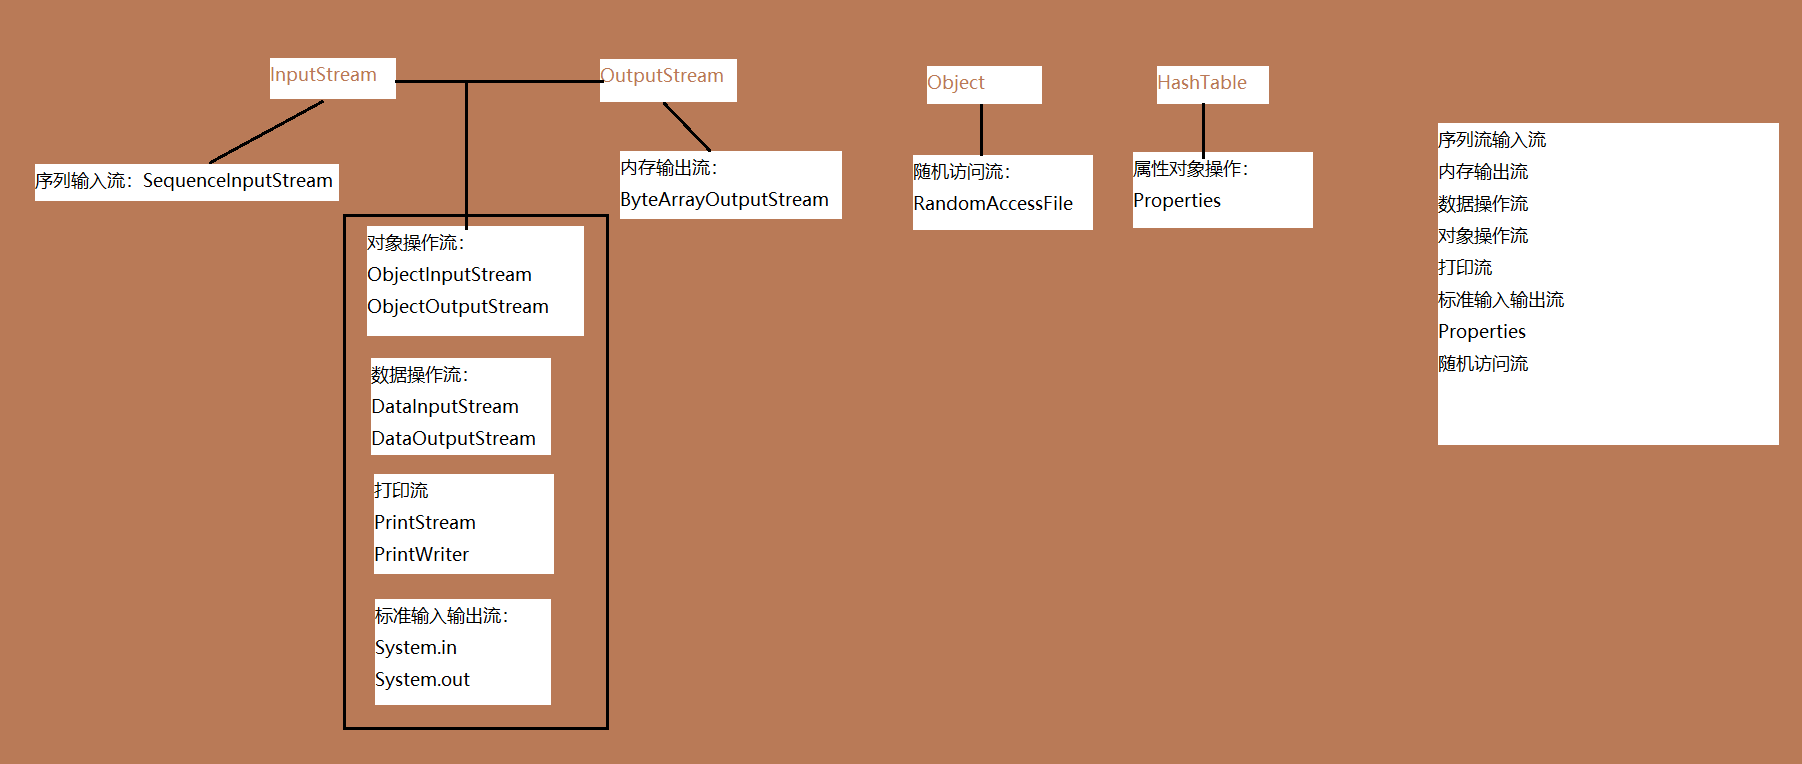 InputStream
OutputStream
Object
HashTable
序列输入流：SequenceInputStream
内存输出流：
ByteArrayOutputStream
随机访问流：
RandomAccessFile
属性对象操作：
Properties
对象操作流：
ObjectInputStream
ObjectOutputStream
数据操作流：
DataInputStream
DataOutputStream
打印流
PrintStream
PrintWriter
标准输入输出流：
System.in
System.out
序列流输入流
内存输出流
数据操作流
对象操作流
打印流
标准输入输出流
Properties
随机访问流